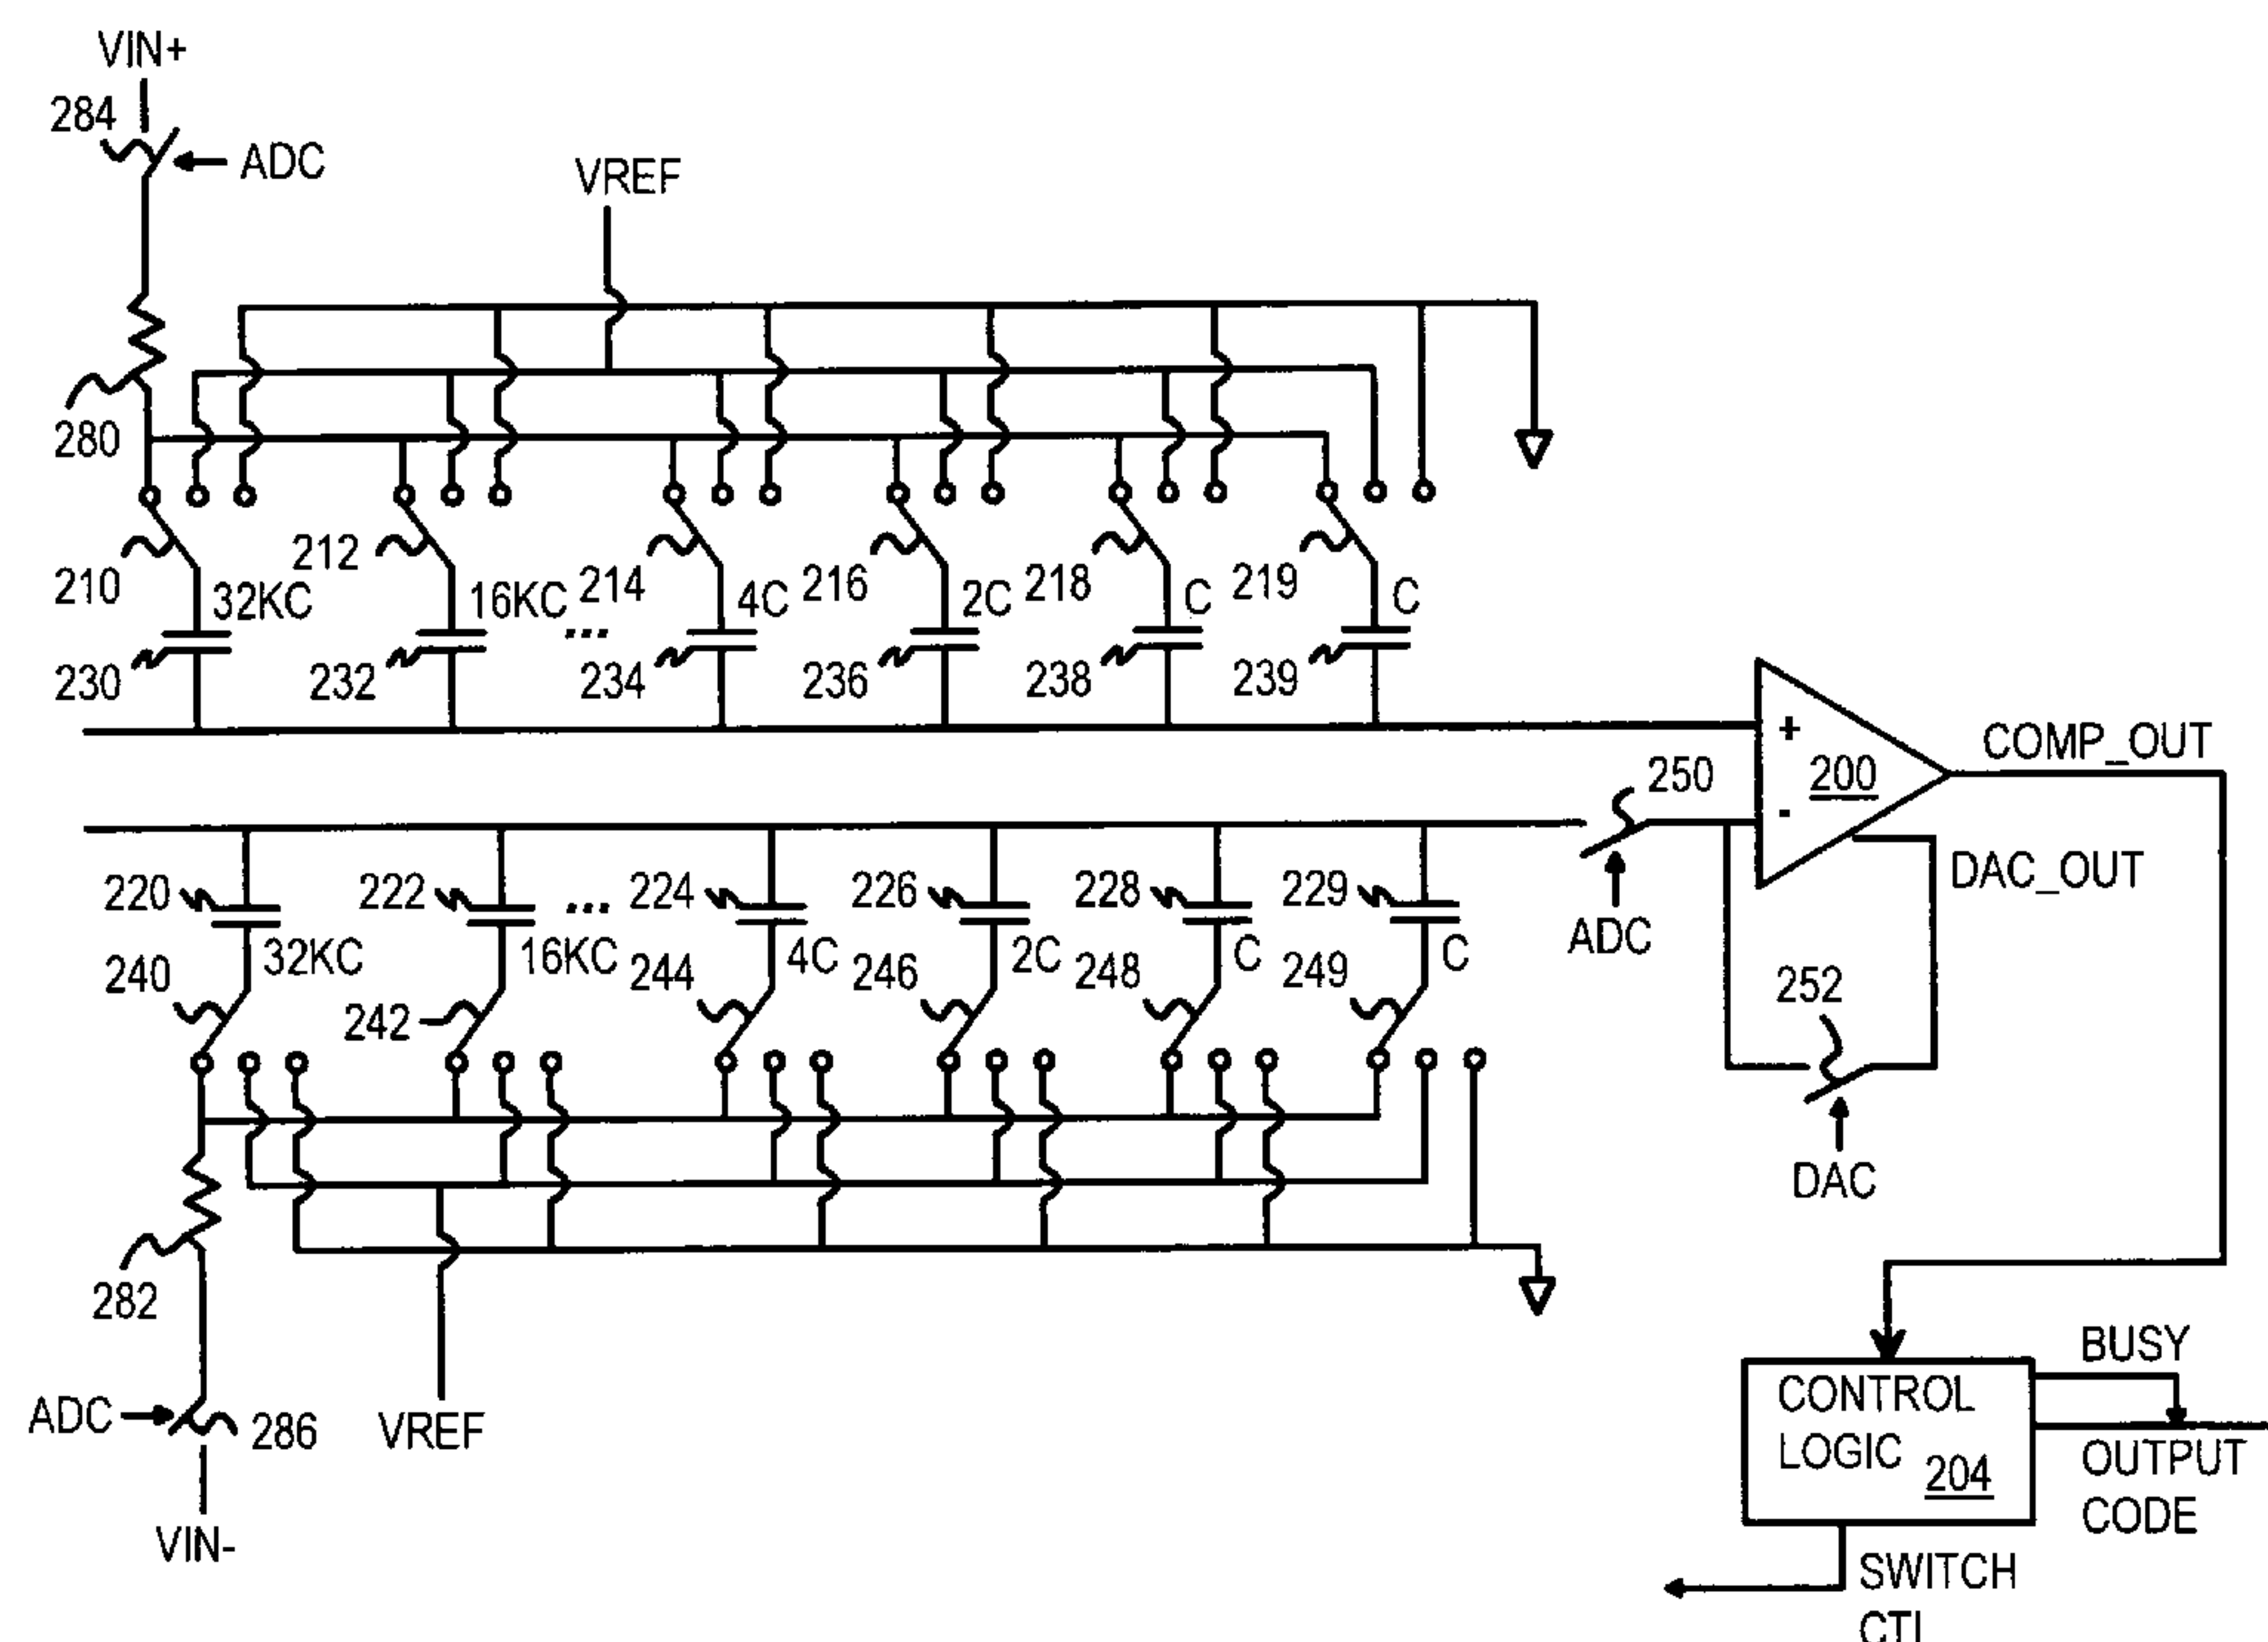 VIN+
284
ADC
VREF
280
210
212
214
216
218
219
32KC
16KC
4C
2C
C
C
...
230
232
234
236
238
239
+
200
-
COMP_OUT
250
ADC
DAC_OUT
252
DAC
220
222
...
224
226
228
229
32KC
16KC
4C
2C
C
C
240
242
244
246
248
249
282
ADC
286
VREF
VIN-
CONTROL
LOGIC
204
BUSY
OUTPUT
CODE
SWITCH